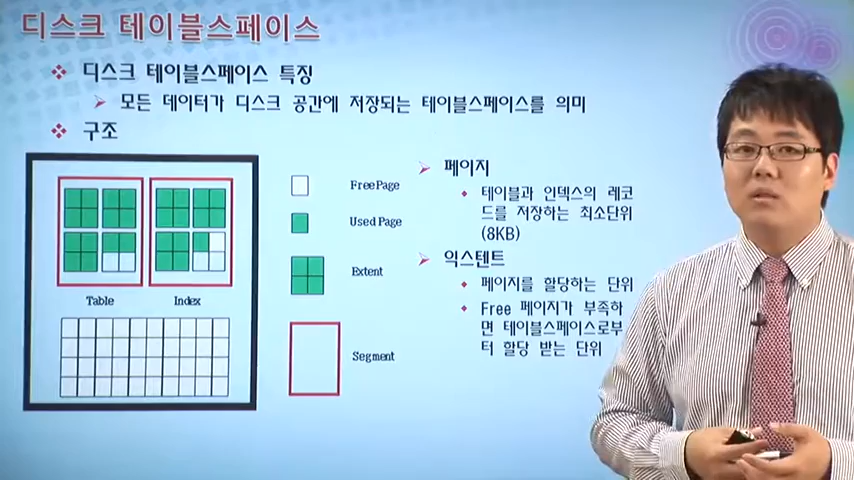 디스크 테이블스페이스
디스크 테이블스페이스 특징
모든 데이터가 디스크 공간에 저장되는 테이블스페이스를 의미
구조
Table
Index
Free Page
Used Page
Extent
Segment
페이지
테이블과 인덱스의 레코
드를 저장하는 최소단위
(8KB)
익스텐트
페이지를 할당하는 단위
Free 페이지가 부족하
면 테이블스페이스로부
터 할당 받는 단위